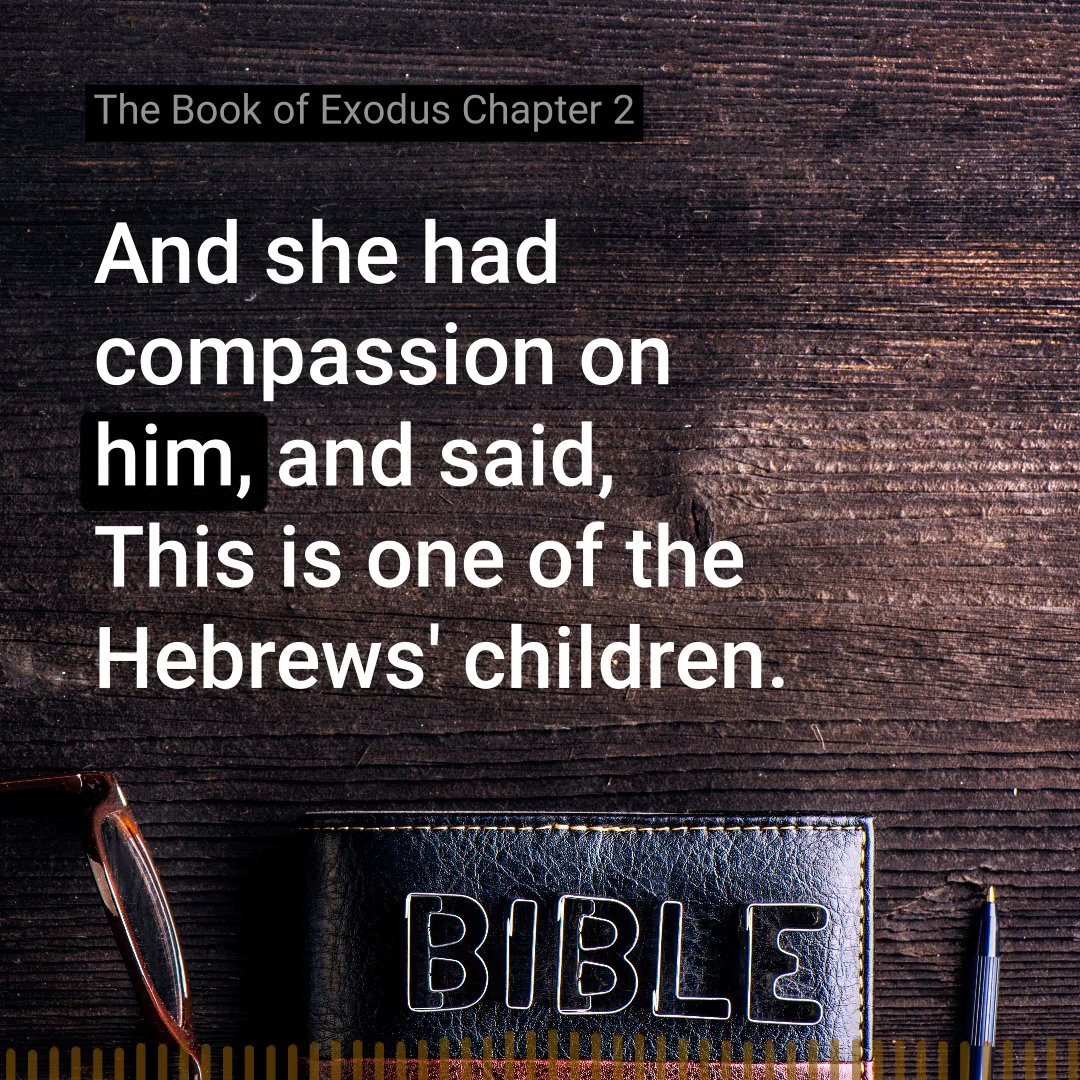 The Book of Exodus Chapter 2
And she had
compassion on
him, and said,
This is one of the
Hebrews' children.
BIBLE